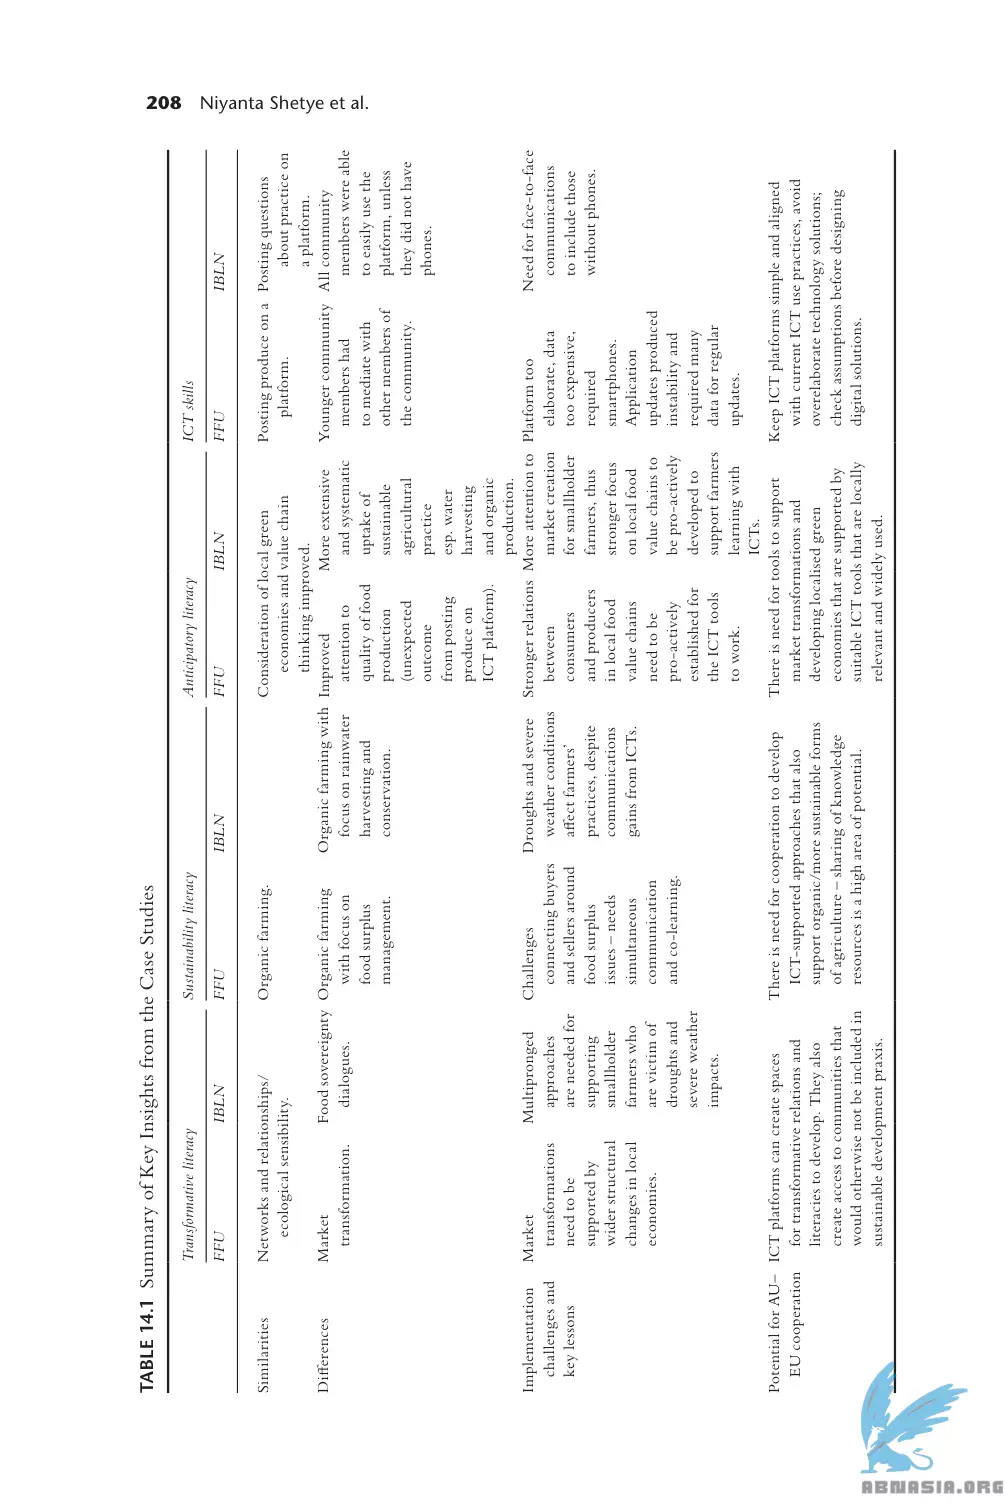 208 Niyanta Shetye et al.
TABLE 14.1 Summary of Key Insights from the Case Studies
Transformative literacy
Sustainability literacy
Anticipatory literacy
ICT skills
FFU
IBLN
FFU
IBLN
FFU
IBLN
FFU
IBLN
Similarities
Networks and relationships/
ecological sensibility.
Organic farming.
Consideration of local green
economies and value chain
thinking improved.
Posting produce on a
platform.
Posting questions
about practice on
a platform.
Differences
Market
transformation.
Food sovereignty
dialogues.
Organic farming
with focus on
food surplus
management.
Organic farming with
focus on rainwater
harvesting and
conservation.
Improved
attention to
quality of food
production
(unexpected
outcome
from posting
produce on
ICT platform).
More extensive
and systematic
uptake of
sustainable
agricultural
practice
esp. water
harvesting
and organic
production.
Younger community
members had
to mediate with
other members of
the community.
All community
members were able
to easily use the
platform, unless
they did not have
phones.
Implementation
challenges and
key lessons
Market
transformations
need to be
supported by
wider structural
changes in local
economies.
Multipronged
approaches
are needed for
supporting
smallholder
farmers who
are victim of
droughts and
severe weather
impacts.
Challenges
connecting buyers
and sellers around
food surplus
issues – needs
simultaneous
communication
and co-learning.
Droughts and severe
weather conditions
affect farmers'
practices, despite
communications
gains from ICTs.
Stronger relations
between
consumers
and producers
in local food
value chains
need to be
pro-actively
established for
the ICT tools
to work.
More attention to
market creation
for smallholder
farmers, thus
stronger focus
on local food
value chains to
be pro-actively
developed to
support farmers
learning with
ICTs.
Platform too
elaborate, data
too expensive,
required
smartphones.
Application
updates produced
instability and
required many
data for regular
updates.
Need for face-to-face
communications
to include those
without phones.
Potential for AU–
EU cooperation
ICT platforms can create spaces
for transformative relations and
literacies to develop. They also
create access to communities that
would otherwise not be included in
sustainable development praxis.
There is need for cooperation to develop
ICT-supported approaches that also
support organic/more sustainable forms
of agriculture – sharing of knowledge
resources is a high area of potential.
There is need for tools to support
market transformations and
developing localised green
economies that are supported by
suitable ICT tools that are locally
relevant and widely used.
Keep ICT platforms simple and aligned
with current ICT use practices, avoid
overelaborate technology solutions;
check assumptions before designing
digital solutions.
ABNASIA.ORG